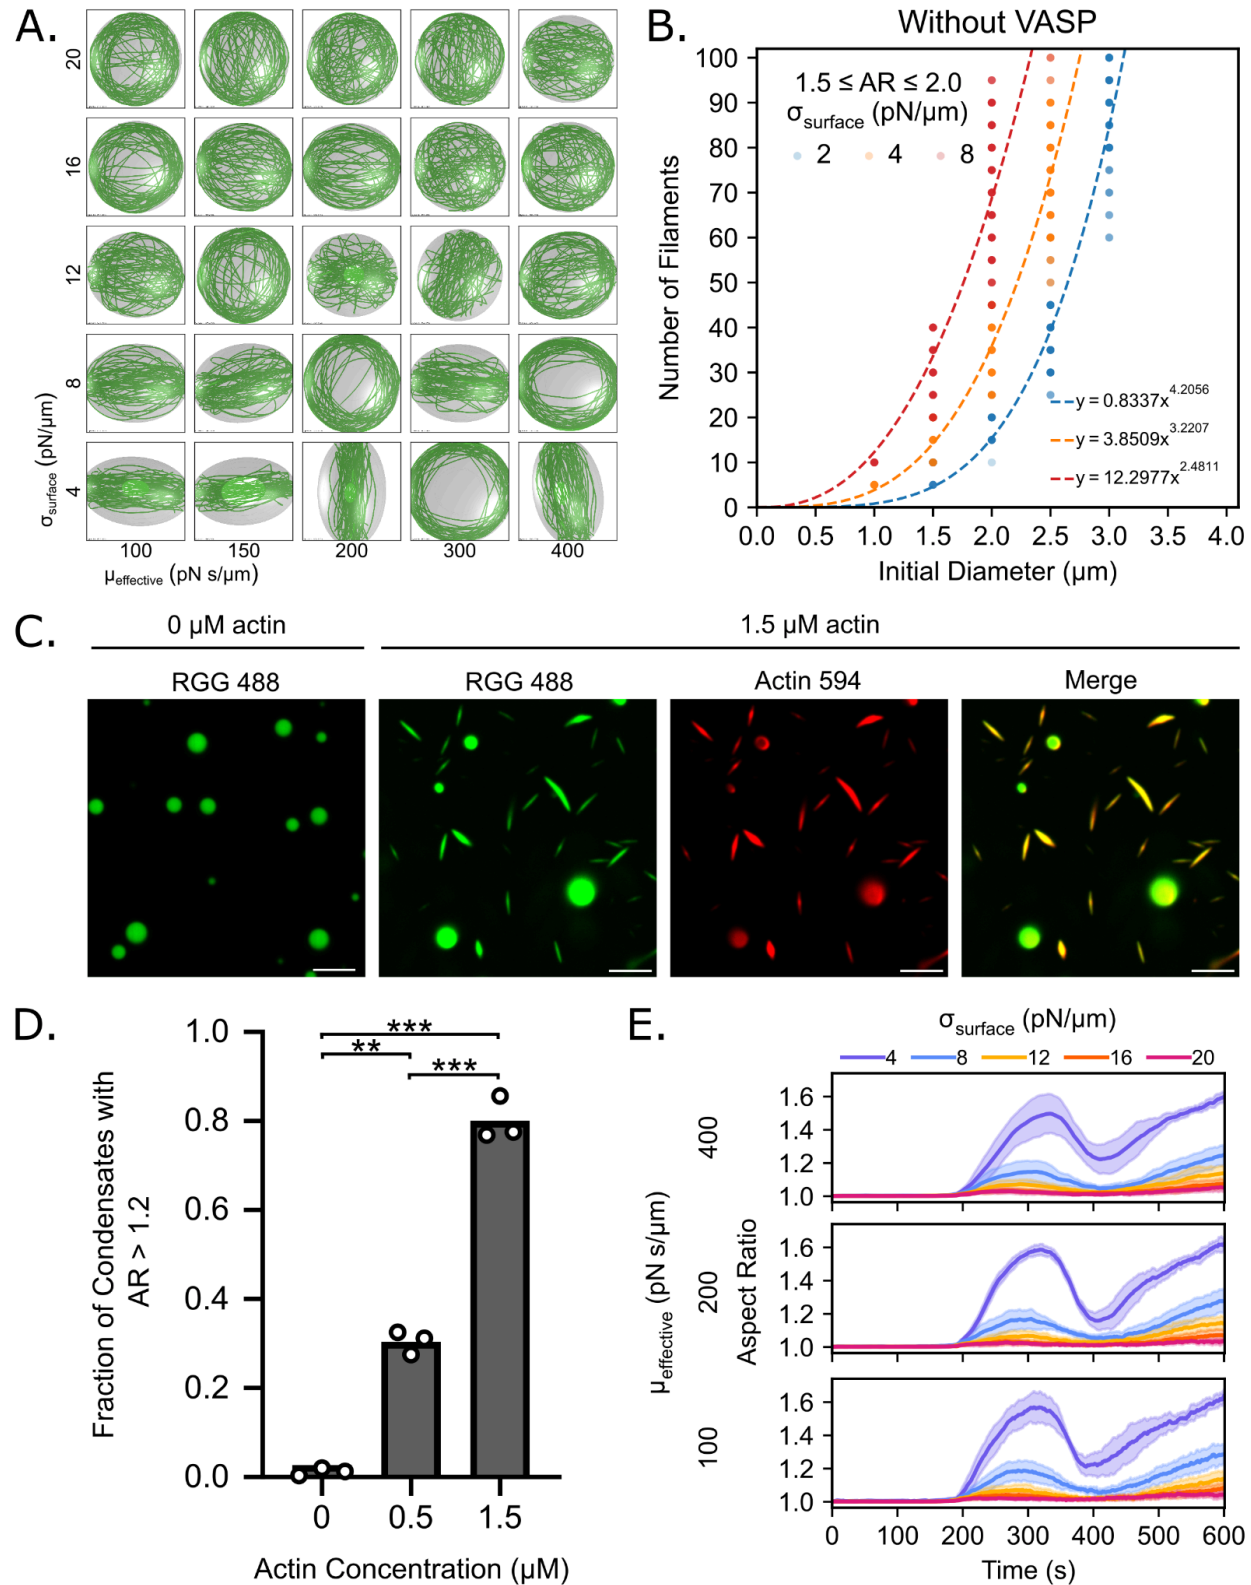 A.
20
16
12
8
4
σsurface (pN/μm)
100 150 200 300 400
μeffective (pN s/μm)
B.
Without VASP
1.5 ≤ AR ≤ 2.0
σsurface (pN/μm)
2 4 8
100
90
80
70
60
50
40
30
20
10
0
Number of Filaments
y = 0.8337x^4.2056
y = 3.8509x^3.2207
y = 12.2977x^2.4811
0.0 0.5 1.0 1.5 2.0 2.5 3.0 3.5 4.0
Initial Diameter (μm)
C.
0 μM actin 1.5 μM actin
RGG 488 RGG 488 Actin 594 Merge
D.
1.0
0.8
0.6
0.4
0.2
0.0
Fraction of Condensates with
AR > 1.2
***
** ***
0 0.5 1.5
Actin Concentration (μM)
E.
σsurface (pN/μm)
4 8 12 16 20
400
1.6
1.4
1.2
1.0
200
1.6
1.4
1.2
1.0
100
1.6
1.4
1.2
1.0
μeffective (pN s/μm)
Aspect Ratio
0 100 200 300 400 500 600
Time (s)